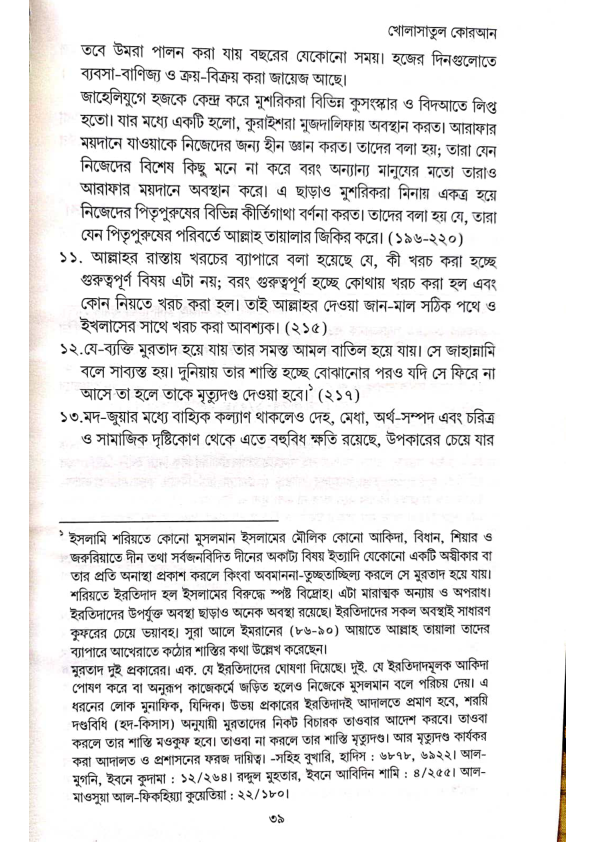 খোলাসাতুল কোরআন
তবে উমরা পালন করা যায় বছরের যেকোনো সময়। হজের দিনগুলোতে
ব্যবসা-বাণিজ্য ও ক্রয়-বিক্রয় করা জায়েজ আছে।
জাহেলিযুগে হজকে কেন্দ্র করে মুশরিকরা বিভিন্ন কুসংস্কার ও বিদআতে লিপ্ত
হতো। যার মধ্যে একটি হলো, কুরাইশরা মুজদালিফায় অবস্থান করত। আরাফার
ময়দানে যাওয়াকে নিজেদের জন্য হীন জ্ঞান করত। তাদের বলা হয়; তারা যেন
নিজেদের বিশেষ কিছু মনে না করে বরং অন্যান্য মানুষের মতো তারাও
আরাফার ময়দানে অবস্থান করে। এ ছাড়াও মুশরিকরা মিনায় একত্র হয়ে
নিজেদের পিতৃপুরুষের বিভিন্ন কীর্তিগাথা বর্ণনা করত। তাদের বলা হয় যে, তারা
যেন পিতৃপুরুষের পরিবর্তে আল্লাহ তায়ালার জিকির করে। (১৯৬-২২০)
১১. আল্লাহর রাস্তায় খরচের ব্যাপারে বলা হয়েছে যে, কী খরচ করা হচ্ছে
গুরুত্বপূর্ণ বিষয় এটা নয়; বরং গুরুত্বপূর্ণ হচ্ছে কোথায় খরচ করা হল এবং
কোন নিয়তে খরচ করা হল। তাই আল্লাহর দেওয়া জান-মাল সঠিক পথে ও
ইখলাসের সাথে খরচ করা আবশ্যক। (২১৫)
১২.যে-ব্যক্তি মুরতাদ হয়ে যায় তার সমস্ত আমল বাতিল হয়ে যায়। সে জাহান্নামি
বলে সাব্যস্ত হয়। দুনিয়ায় তার শাস্তি হচ্ছে বোঝানোর পরও যদি সে ফিরে না
আসে তা হলে তাকে মৃত্যুদণ্ড দেওয়া হবে।<sup>১</sup> (২১৭)
১৩.মদ-জুয়ার মধ্যে বাহ্যিক কল্যাণ থাকলেও দেহ, মেধা, অর্থ-সম্পদ এবং চরিত্র
ও সামাজিক দৃষ্টিকোণ থেকে এতে বহুবিধ ক্ষতি রয়েছে, উপকারের চেয়ে যার
<sup>১</sup> ইসলামি শরিয়তে কোনো মুসলমান ইসলামের মৌলিক কোনো আকিদা, বিধান, শিয়ার ও
জরুরিয়াতে দীন তথা সর্বজনবিদিত দীনের অকাট্য বিষয় ইত্যাদি যেকোনো একটি অস্বীকার বা
তার প্রতি অনাস্থা প্রকাশ করলে কিংবা অবমাননা-তুচ্ছতাচ্ছিল্য করলে সে মুরতাদ হয়ে যায়।
শরিয়তে ইরতিদাদ হল ইসলামের বিরুদ্ধে স্পষ্ট বিদ্রোহ। এটা মারাত্মক অন্যায় ও অপরাধ।
ইরতিদাদের উপর্যুক্ত অবস্থা ছাড়াও অনেক অবস্থা রয়েছে। ইরতিদাদের সকল অবস্থাই সাধারণ
কুফরের চেয়ে ভয়াবহ। সুরা আলে ইমরানের (৮৬-৯০) আয়াতে আল্লাহ তায়ালা তাদের
ব্যাপারে আখেরাতে কঠোর শাস্তির কথা উল্লেখ করেছেন।
মুরতাদ দুই প্রকারের। এক. যে ইরতিদাদের ঘোষণা দিয়েছে। দুই. যে ইরতিদাদমূলক আকিদা
পোষণ করে বা অনুরূপ কাজেকর্মে জড়িত হলেও নিজেকে মুসলমান বলে পরিচয় দেয়। এ
ধরনের লোক মুনাফিক, যিন্দিক। উভয় প্রকারের ইরতিদাদই আদালতে প্রমাণ হবে, শরয়ি
দণ্ডবিধি (হদ-কিসাস) অনুযায়ী মুরতাদের নিকট বিচারক তাওবার আদেশ করবে। তাওবা
করলে তার শাস্তি মওকুফ হবে। তাওবা না করলে তার শাস্তি মৃত্যুদণ্ড। আর মৃত্যুদণ্ড কার্যকর
করা আদালত ও প্রশাসনের ফরজ দায়িত্ব। -সহিহ বুখারি, হাদিস : ৬৮৭৮, ৬৯২২। আল-
মুগনি, ইবনে কুদামা : ১২/২৬৪। রদ্দুল মুহতার, ইবনে আবিদিন শামি : ৪/২৫৫। আল-
মাওসুয়া আল-ফিকহিয়্যা কুয়েতিয়া : ২২/১৮০।
৩৯